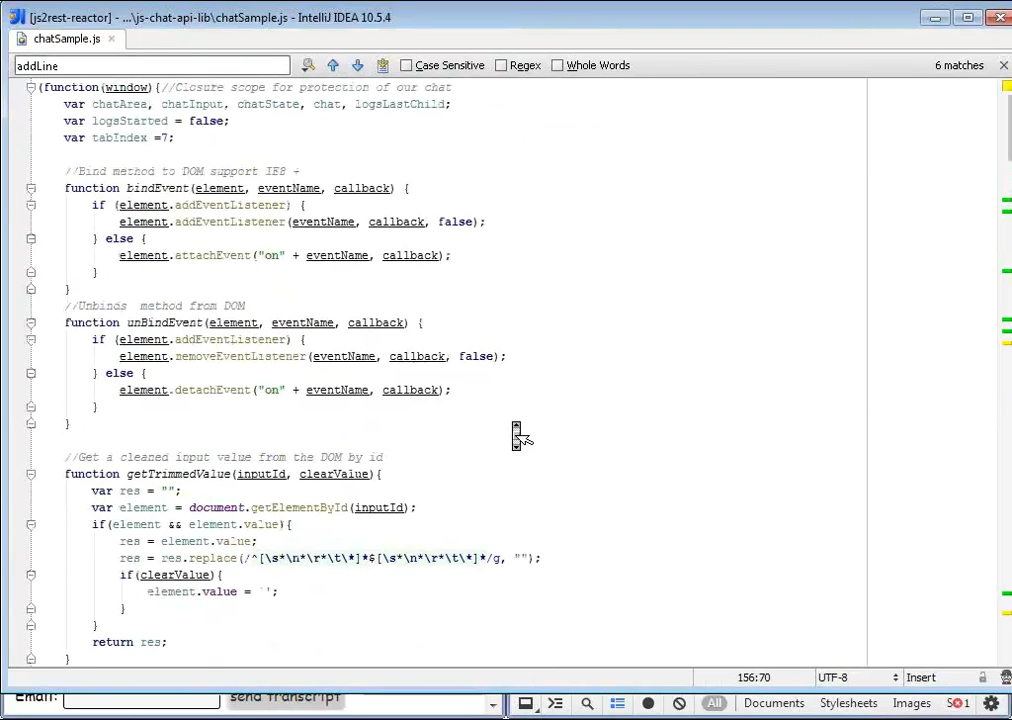 [js2rest-reactor] - ...\js-chat-api-lib\chatSample.js - IntelliJ IDEA 10.5.4
chatSample.js
addLine Case Sensitive Regex Whole Words 6 matches
(function(window){//Closure scope for protection of our chat
var chatArea, chatInput, chatState, chat, logsLastChild;
var logsStarted = false;
var tabIndex =7;
//Bind method to DOM support IE8 +
function bindEvent(element, eventName, callback) {
if (element.addEventListener) {
element.addEventListener(eventName, callback, false);
} else {
element.attachEvent("on" + eventName, callback);
}
}
//Unbinds method from DOM
function unBindEvent(element, eventName, callback) {
if (element.addEventListener) {
element.removeEventListener(eventName, callback, false);
} else {
element.detachEvent("on" + eventName, callback);
}
}
//Get a cleaned input value from the DOM by id
function getTrimmedValue(inputId, clearValue){
var res = "";
var element = document.getElementById(inputId);
if(element && element.value){
res = element.value;
res = res.replace(/^[\s*\n*\r*\t\*]*$[\s*\n*\r*\t\*]*/g, "");
if(clearValue){
element.value = '';
}
}
return res;
}
156:70 UTF-8 Insert
Email: send transcript All Documents Stylesheets Images 1